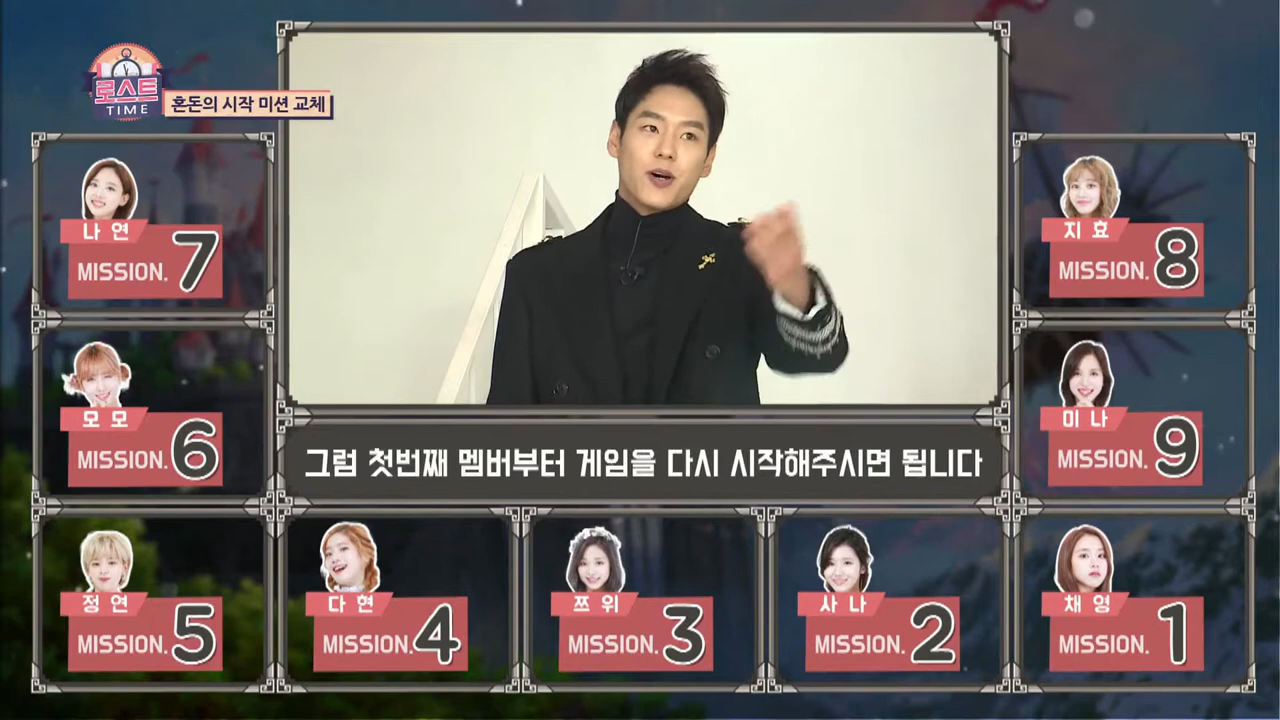 로스트
TIME
혼돈의 시작 미션 교체
나연
MISSION. 7
지효
MISSION. 8
모모
MISSION. 6
미나
MISSION. 9
그럼 첫번째 멤버부터 게임을 다시 시작해주시면 됩니다
정연
MISSION. 5
다현
MISSION. 4
쯔위
MISSION. 3
사나
MISSION. 2
채영
MISSION. 1